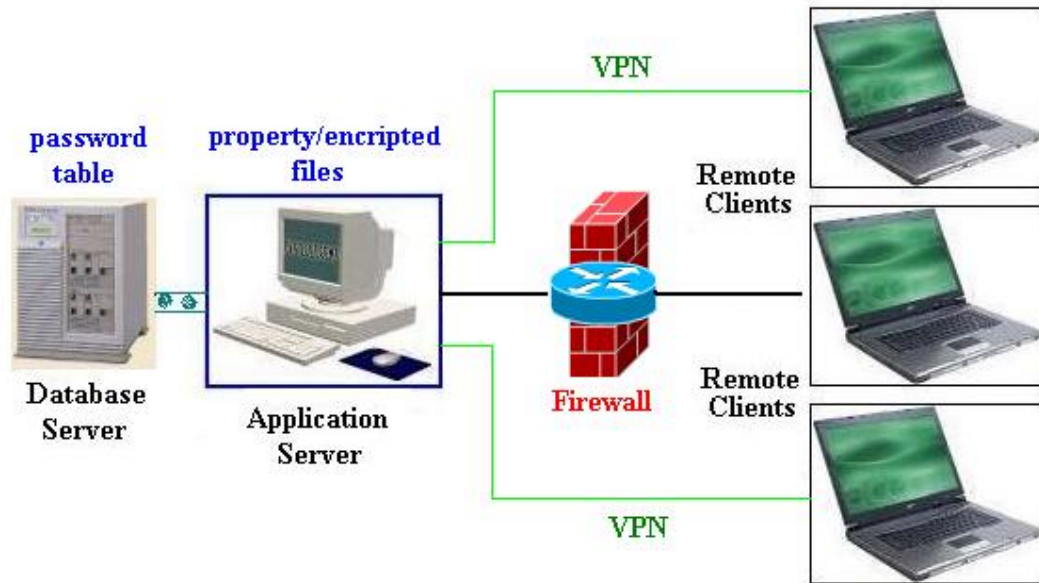 VPN
password
table
property/encripted
files
Remote
Clients
Database
Server
Application
Server
Firewall
Remote
Clients
VPN